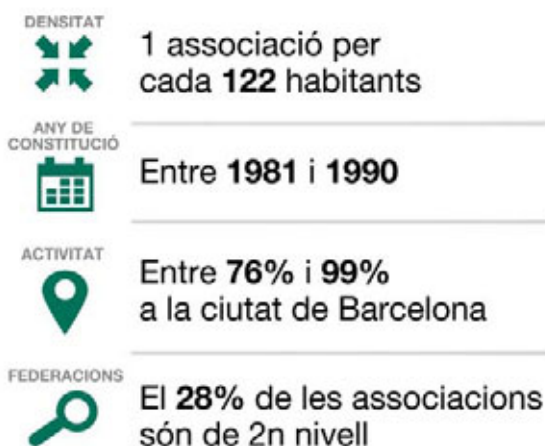 DENSITAT
1 associació per
cada 122 habitants
ANY DE
CONSTITUCIÓ
Entre 1981 i 1990
ACTIVITAT
Entre 76% i 99%
a la ciutat de Barcelona
FEDERACIONS
El 28% de les associacions
són de 2n nivell